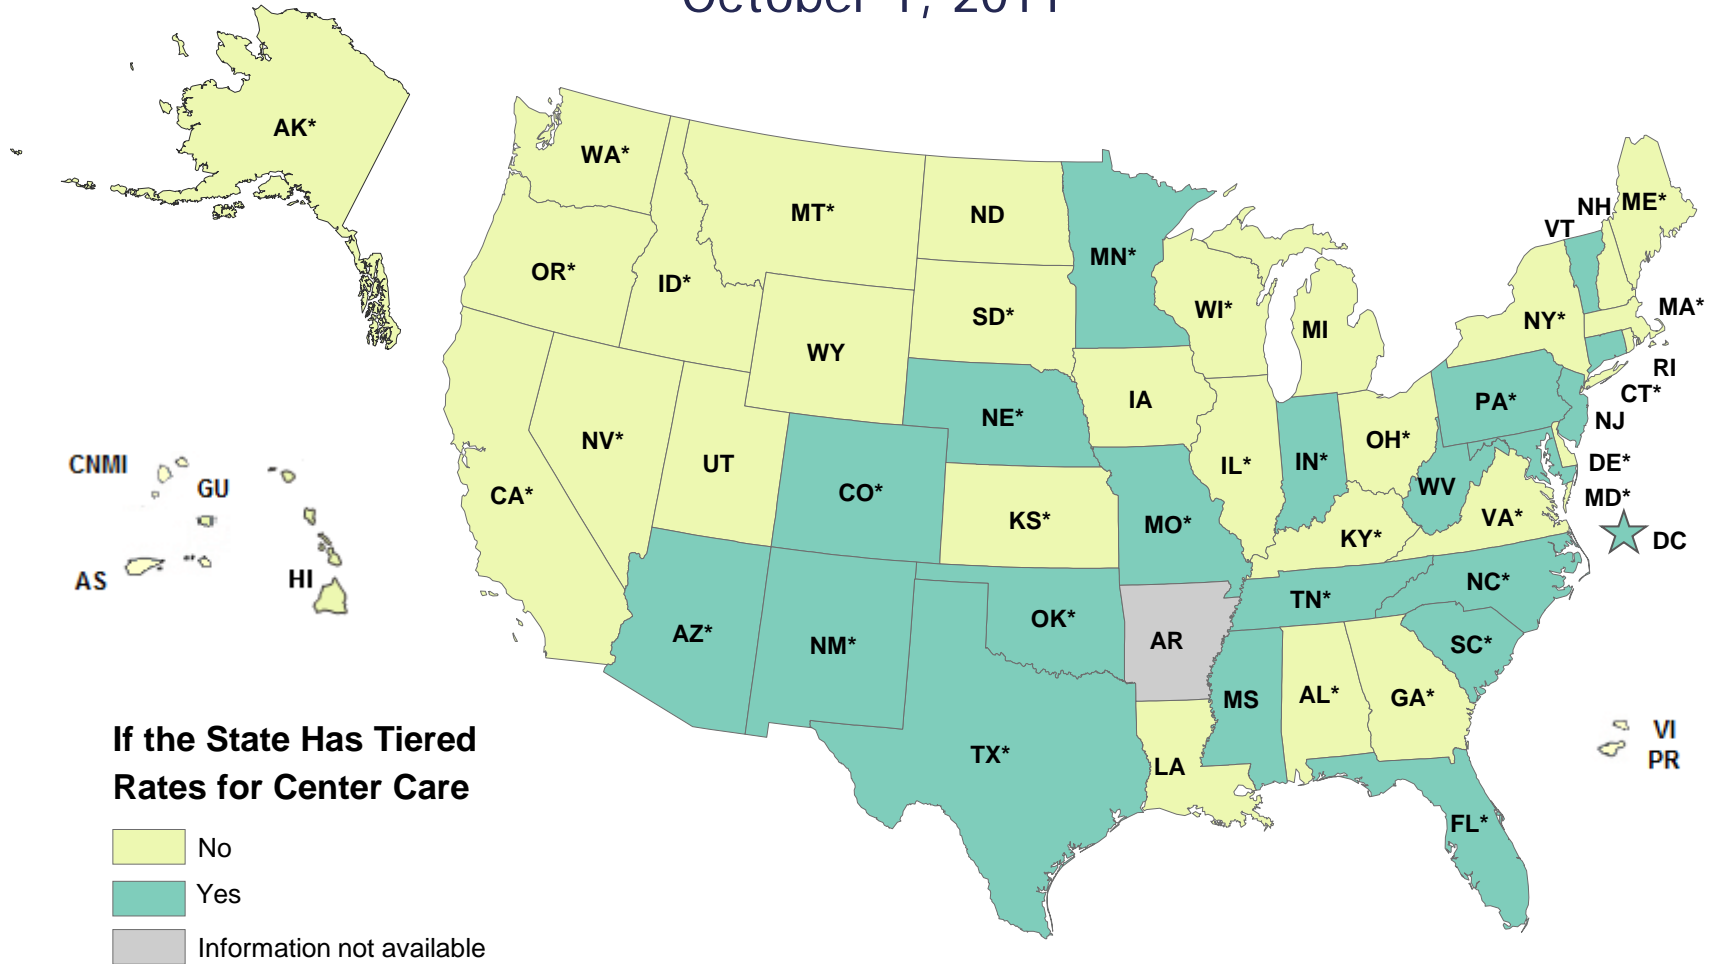 October 1, 2011
AK*
WA*
MT*
ND
MN*
VT
NH
ME*
OR*
ID*
SD*
WI*
MI
NY*
MA*
WY
RI
CT*
IA
NE*
PA*
NJ
NV*
UT
OH*
IL*
IN*
DE*
CNMI
GU
CA*
CO*
WV
MD*
KS*
MO*
VA*
KY*
DC
AS
HI
NC*
TN*
OK*
AZ*
NM*
AR
SC*
MS
AL*
GA*
TX*
LA
VI
PR
FL*
If the State Has Tiered
Rates for Center Care
No
Yes
Information not available